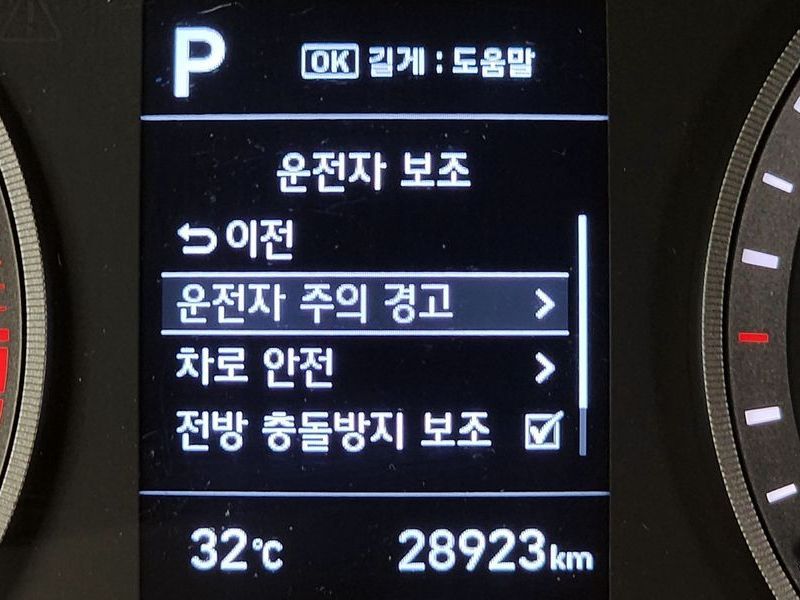 P
OK 길게 : 도움말
운전자 보조
이전
운전자 주의 경고
차로 안전
전방 충돌방지 보조
32℃ 28923km